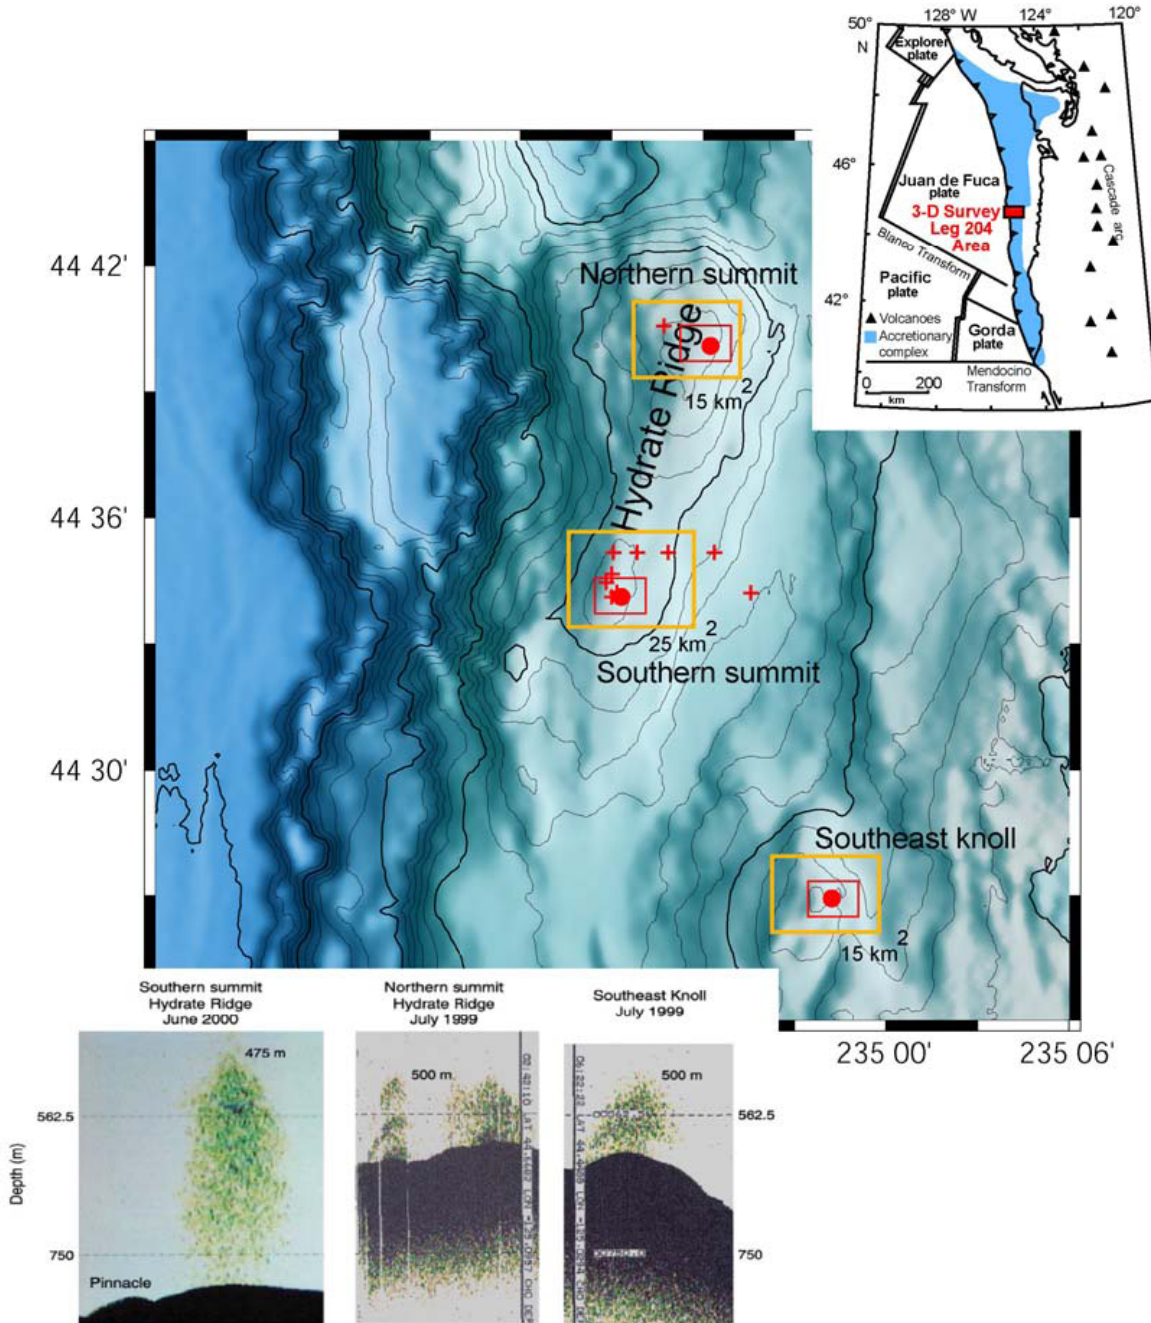 128° W
124°
120°
50°
N
Explorer
plate
46°
Juan de Fuca
plate
3-D Survey
Leg 204
Area
Cascade arc
Blanco Transform
Pacific
plate
42°
Volcanoes
Accretionary
complex
Gorda
plate
Mendocino
Transform
0 200
km
44 42'
Northern summit
Hydrate Ridge
15 km2
44 36'
25 km2
Southern summit
44 30'
Southeast knoll
15 km2
235 00'
235 06'
Southern summit
Hydrate Ridge
June 2000
Northern summit
Hydrate Ridge
July 1999
Southeast Knoll
July 1999
475 m
500 m
500 m
562.5
562.5
Depth (m)
750
750
Pinnacle